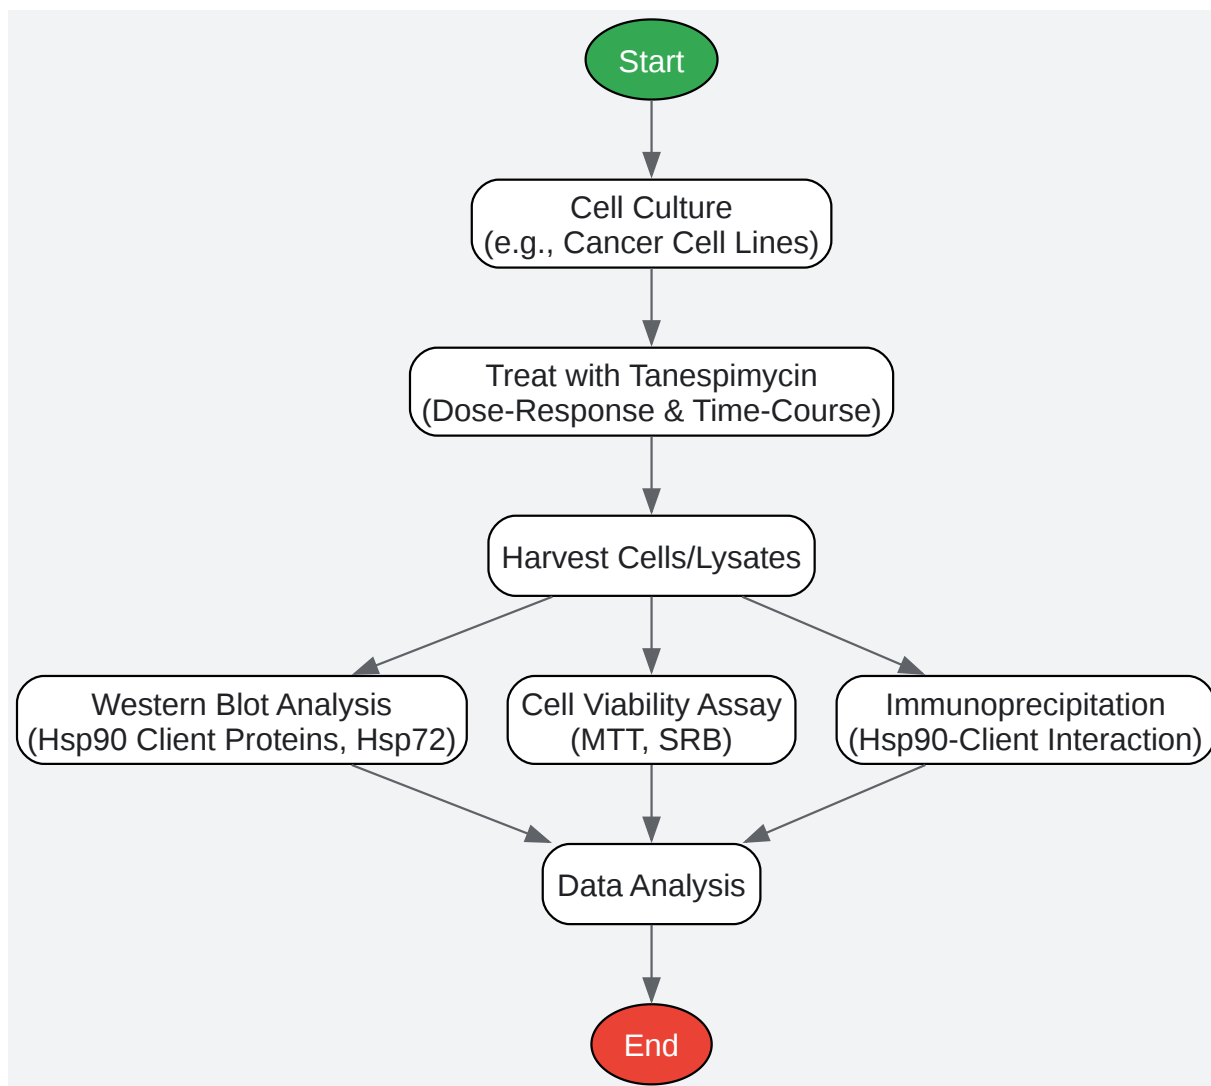 Start
Cell Culture
(e.g., Cancer Cell Lines)
Treat with Tanespimycin
(Dose-Response & Time-Course)
Harvest Cells/Lysates
Western Blot Analysis
(Hsp90 Client Proteins, Hsp72)
Cell Viability Assay
(MTT, SRB)
Immunoprecipitation
(Hsp90-Client Interaction)
Data Analysis
End